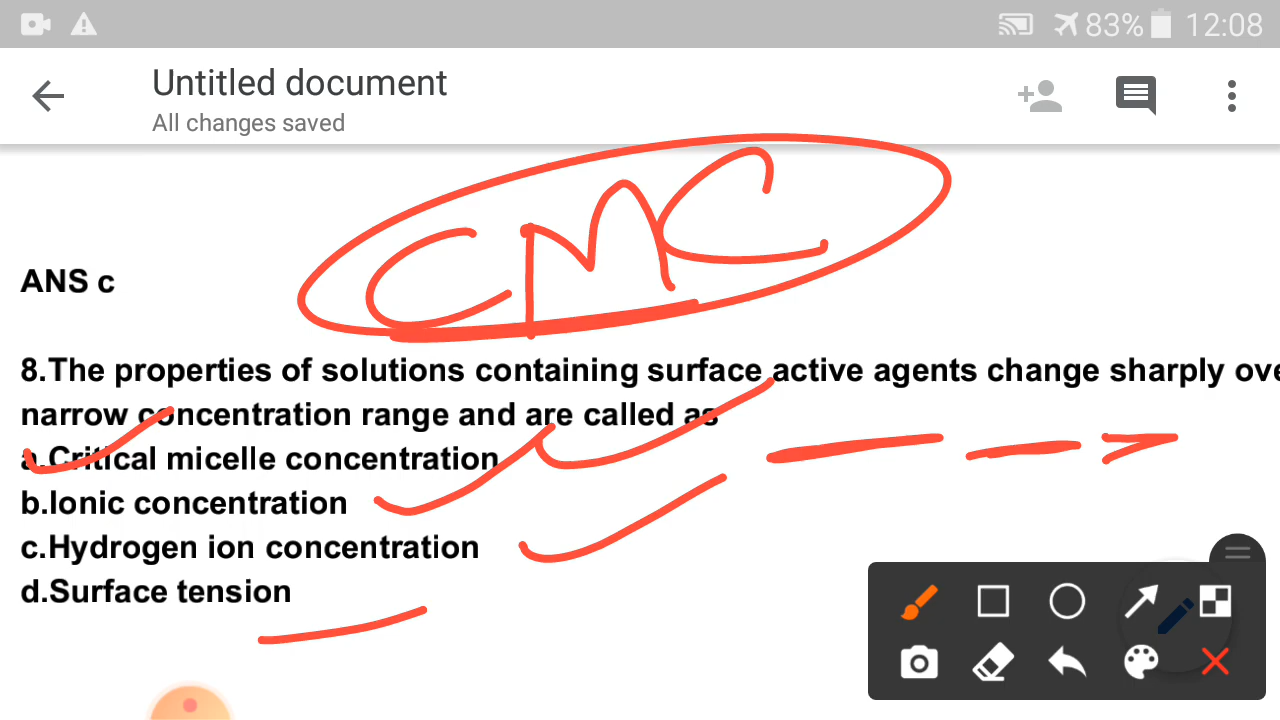 83% 12:08
Untitled document
All changes saved
CMC
ANS c
8.The properties of solutions containing surface active agents change sharply ove
narrow concentration range and are called as
a.Critical micelle concentration
b.Ionic concentration
c.Hydrogen ion concentration
d.Surface tension